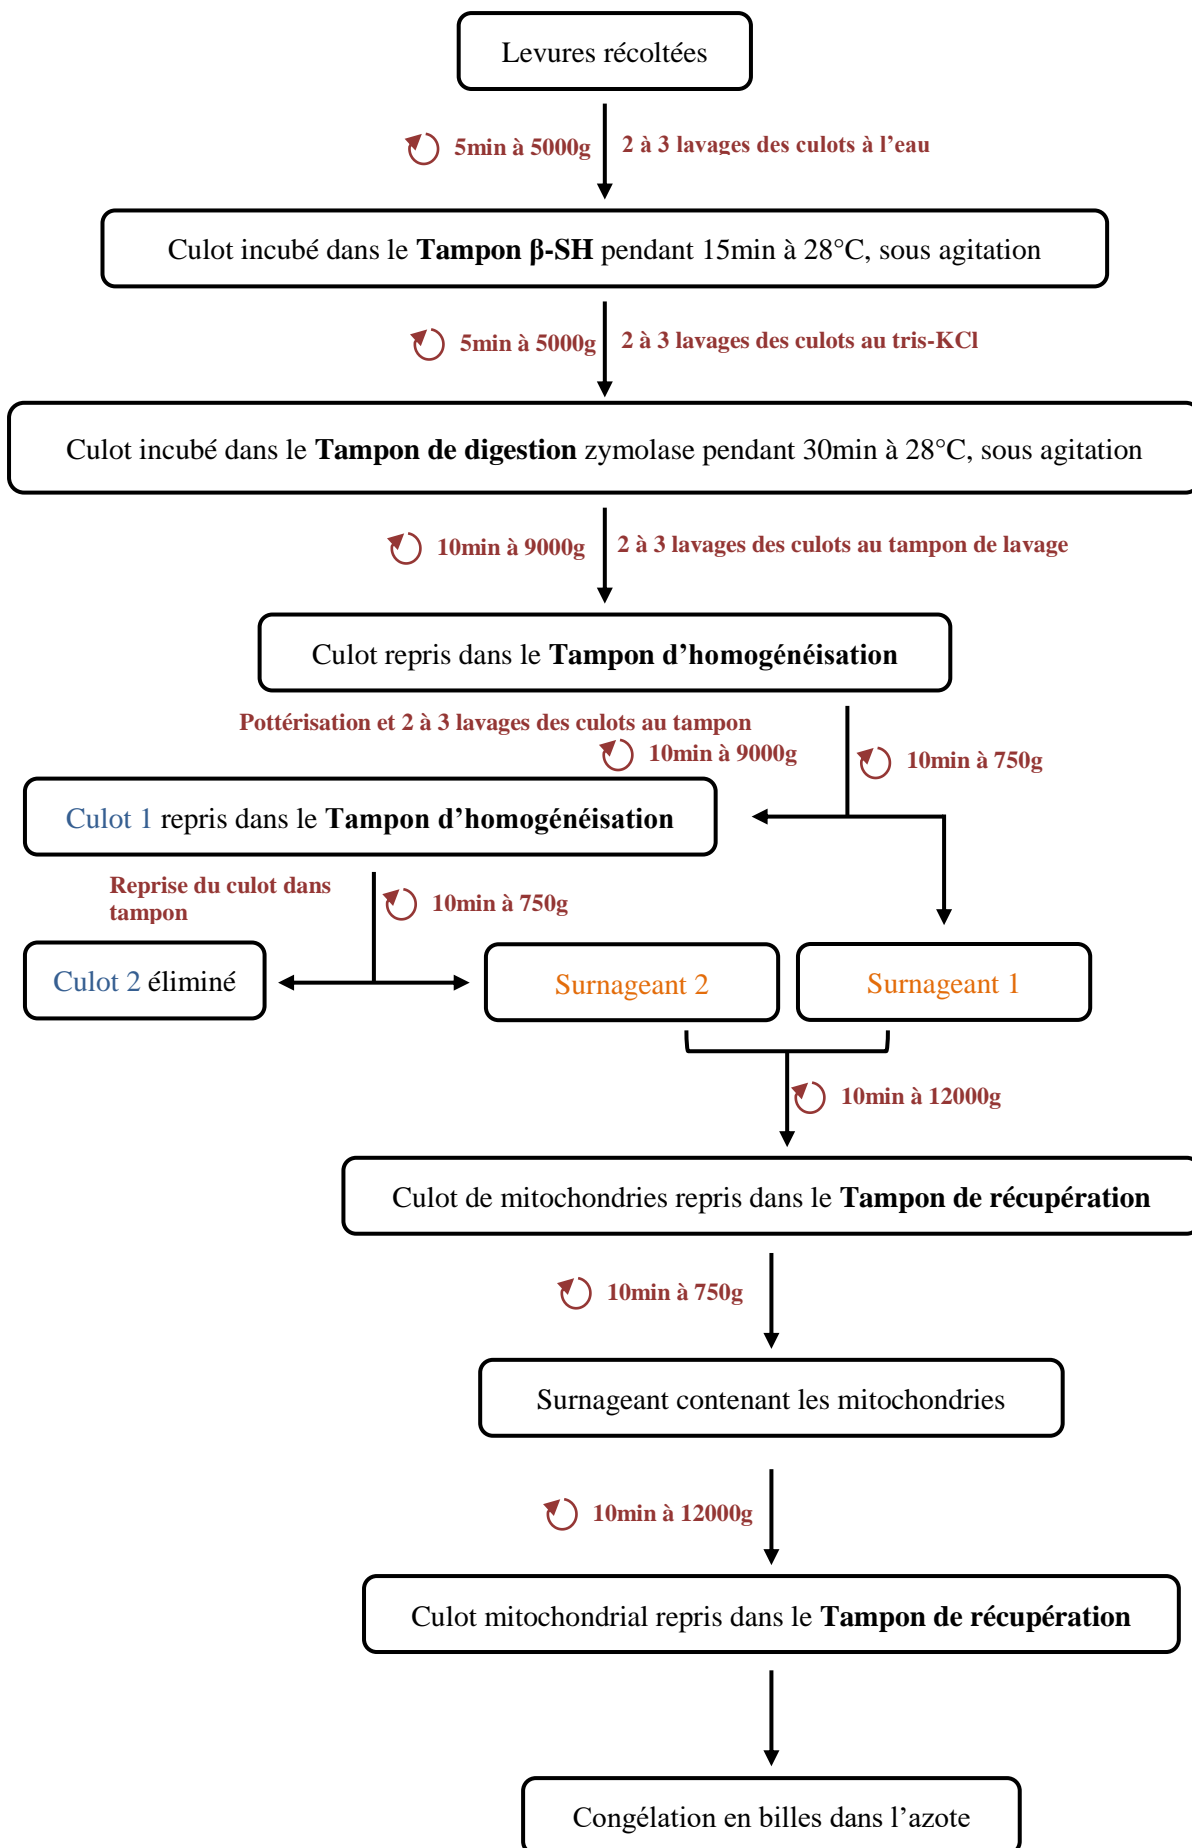 Levures récoltées
5min à 5000g
2 à 3 lavages des culots à l’eau
Culot incubé dans le Tampon β-SH pendant 15min à 28°C, sous agitation
5min à 5000g
2 à 3 lavages des culots au tris-KCl
Culot incubé dans le Tampon de digestion zymolase pendant 30min à 28°C, sous agitation
10min à 9000g
2 à 3 lavages des culots au tampon de lavage
Culot repris dans le Tampon d’homogénéisation
Pottérisation et 2 à 3 lavages des culots au tampon
10min à 9000g
10min à 750g
Culot 1 repris dans le Tampon d’homogénéisation
Reprise du culot dans
tampon
10min à 750g
Culot 2 éliminé
Surnageant 2
Surnageant 1
10min à 12000g
Culot de mitochondries repris dans le Tampon de récupération
10min à 750g
Surnageant contenant les mitochondries
10min à 12000g
Culot mitochondrial repris dans le Tampon de récupération
Congélation en billes dans l’azote